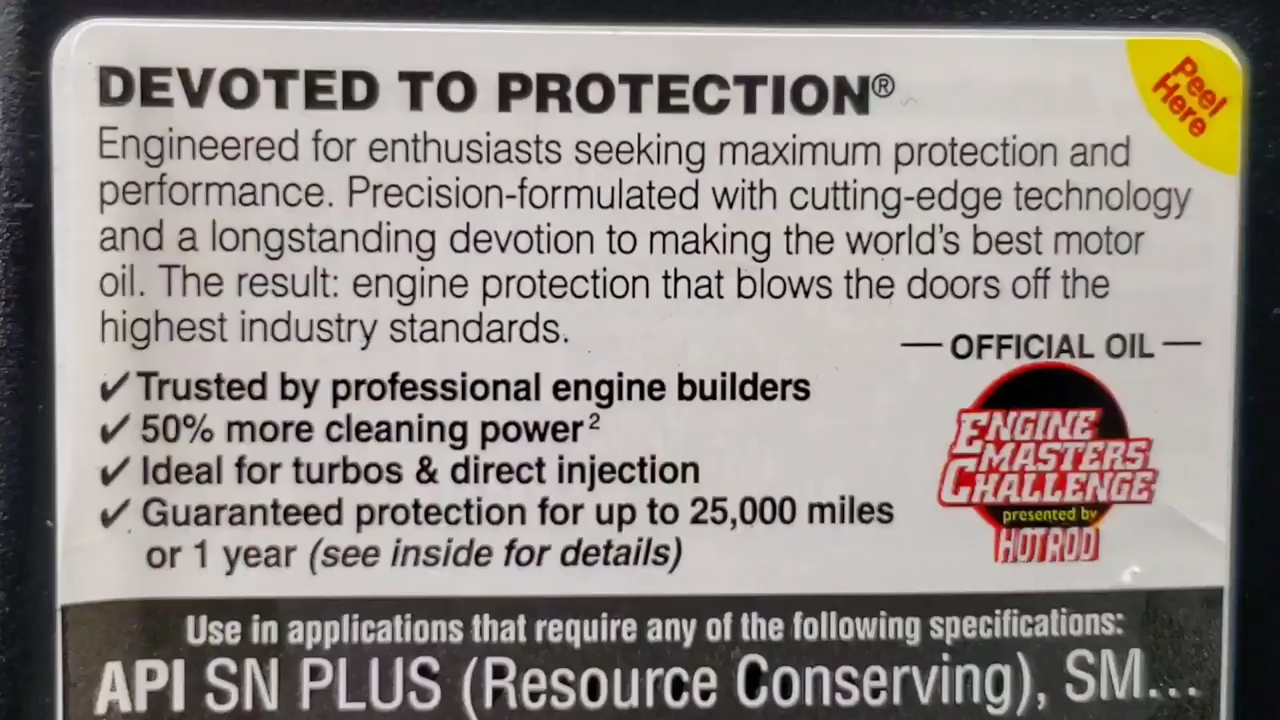 DEVOTED TO PROTECTION®
Peel
Here
Engineered for enthusiasts seeking maximum protection and
performance. Precision-formulated with cutting-edge technology
and a longstanding devotion to making the world's best motor
oil. The result: engine protection that blows the doors off the
highest industry standards.
✓ Trusted by professional engine builders
✓ 50% more cleaning power²
✓ Ideal for turbos & direct injection
✓ Guaranteed protection for up to 25,000 miles
or 1 year (see inside for details)
— OFFICIAL OIL —
ENGINE
MASTERS
CHALLENGE
presented by
HOT ROD
Use in applications that require any of the following specifications:
API SN PLUS (Resource Conserving), SM...